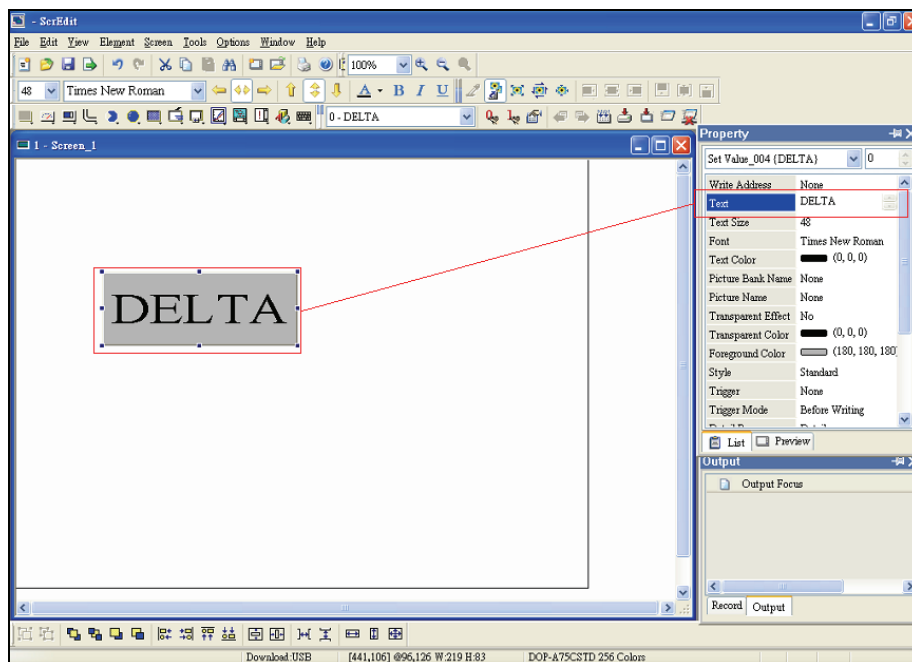 - ScrEdit
File Edit View Element Screen Tools Options Window Help
100%
48 Times New Roman A B I U
0 - DELTA
1 - Screen_1
Property
Set Value_004 {DELTA} 0
Write Address None
Text DELTA
Text Size 48
Font Times New Roman
Text Color (0, 0, 0)
Picture Bank Name None
Picture Name None
Transparent Effect No
Transparent Color (0, 0, 0)
Foreground Color (180, 180, 180)
Style Standard
Trigger None
Trigger Mode Before Writing
DELTA
List Preview
Output
Output Focus
Record Output
Download:USB [441,106] @96,126 W:219 H:83 DOP-A75CSTD 256 Colors